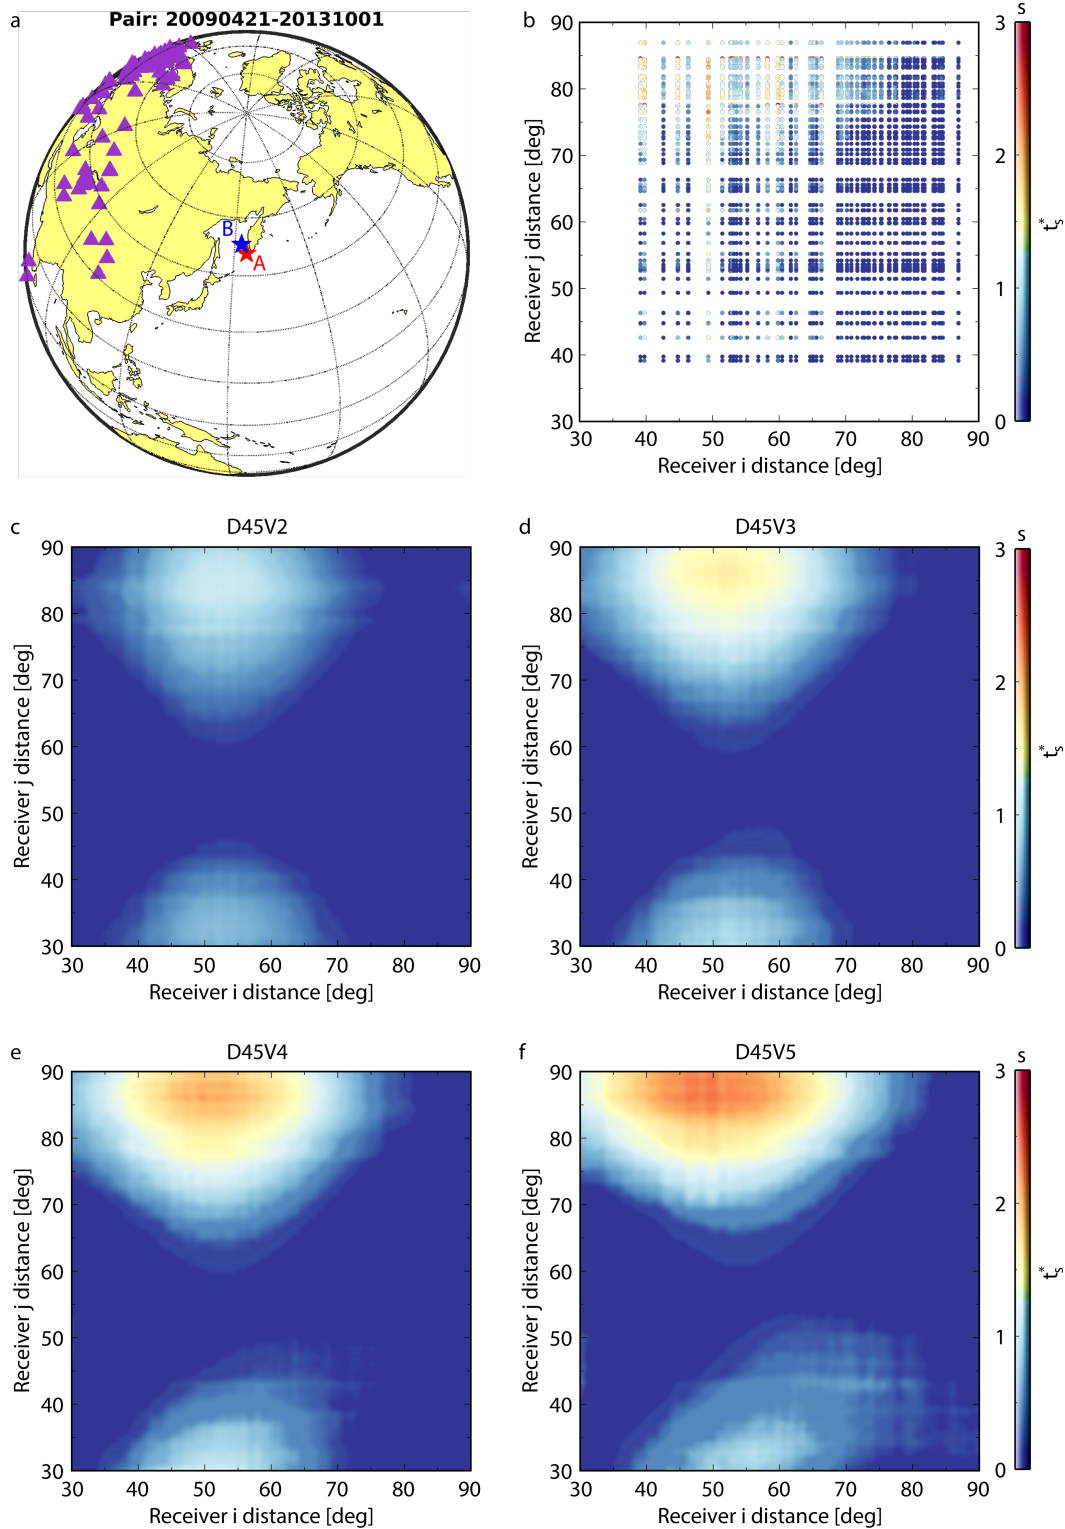 a
Pair: 20090421-20131001
B
A
b
90
80
70
60
50
40
30
Receiver j distance [deg]
30 40 50 60 70 80 90
Receiver i distance [deg]
s
3
2
1
0
t*s
c
D45V2
90
80
70
60
50
40
30
Receiver j distance [deg]
30 40 50 60 70 80 90
Receiver i distance [deg]
d
D45V3
90
80
70
60
50
40
30
Receiver j distance [deg]
30 40 50 60 70 80 90
Receiver i distance [deg]
s
3
2
1
0
t*s
e
D45V4
90
80
70
60
50
40
30
Receiver j distance [deg]
30 40 50 60 70 80 90
Receiver i distance [deg]
f
D45V5
90
80
70
60
50
40
30
Receiver j distance [deg]
30 40 50 60 70 80 90
Receiver i distance [deg]
s
3
2
1
0
t*s